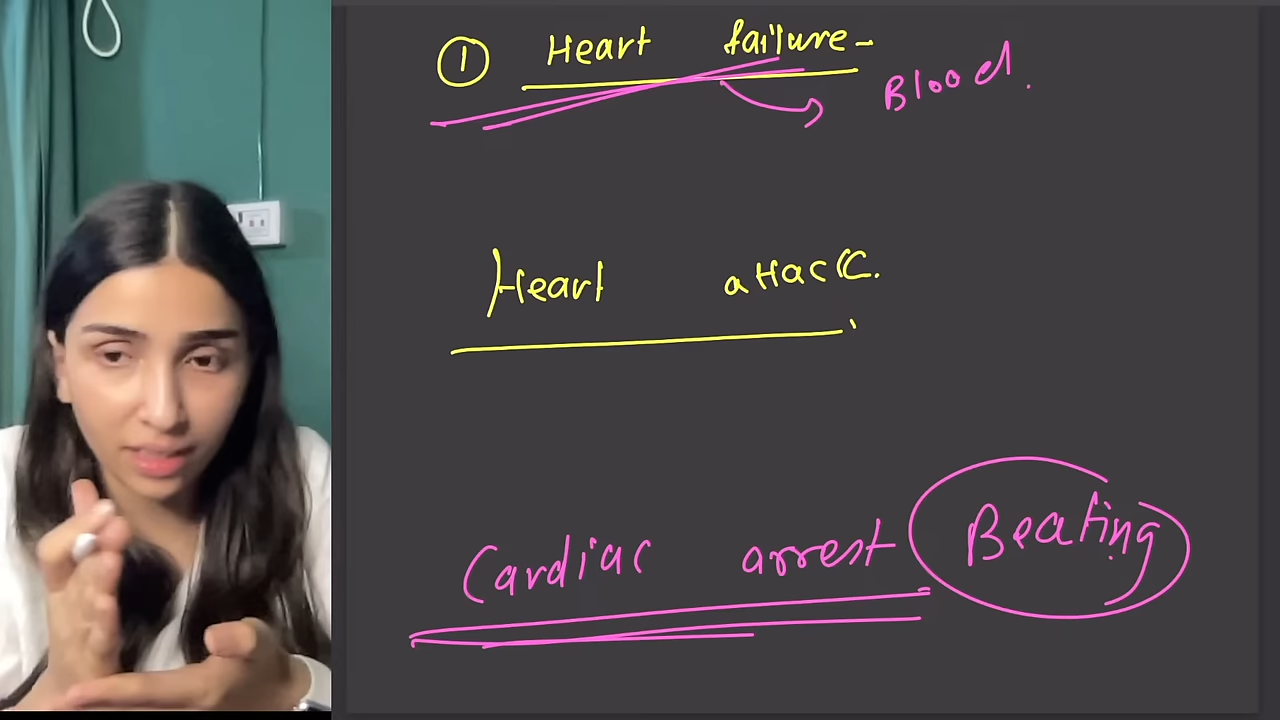 ① Heart failure-
Blood.
Heart attack.
Cardiac arrest Beating